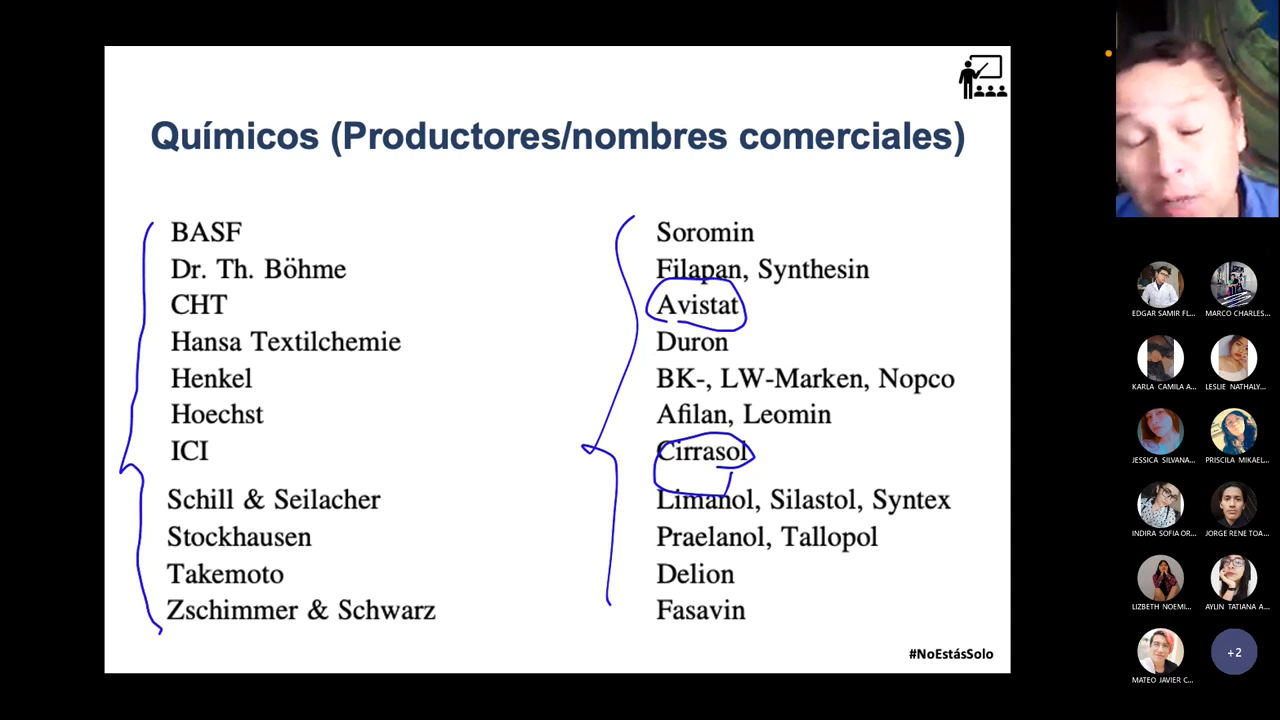 Químicos (Productores/nombres comerciales)
BASF
Dr. Th. Böhme
CHT
Hansa Textilchemie
Henkel
Hoechst
ICI
Schill & Seilacher
Stockhausen
Takemoto
Zschimmer & Schwarz
Soromin
Filapan, Synthesin
Avistat
Duron
BK-, LW-Marken, Nopco
Afilan, Leomin
Cirrasol
Limanol, Silastol, Syntex
Praelanol, Tallopol
Delion
Fasavin
#NoEstásSolo
EDGAR SAMIR FL...
MARCO CHARLES...
KARLA CAMILA A...
LESLIE NATHALY...
JESSICA SILVANA...
PRISCILA MIKAEL...
INDIRA SOFIA OR...
JORGE RENE TOA...
LIZBETH NOEMI...
AYLIN TATIANA A...
MATEO JAVIER C...
+2